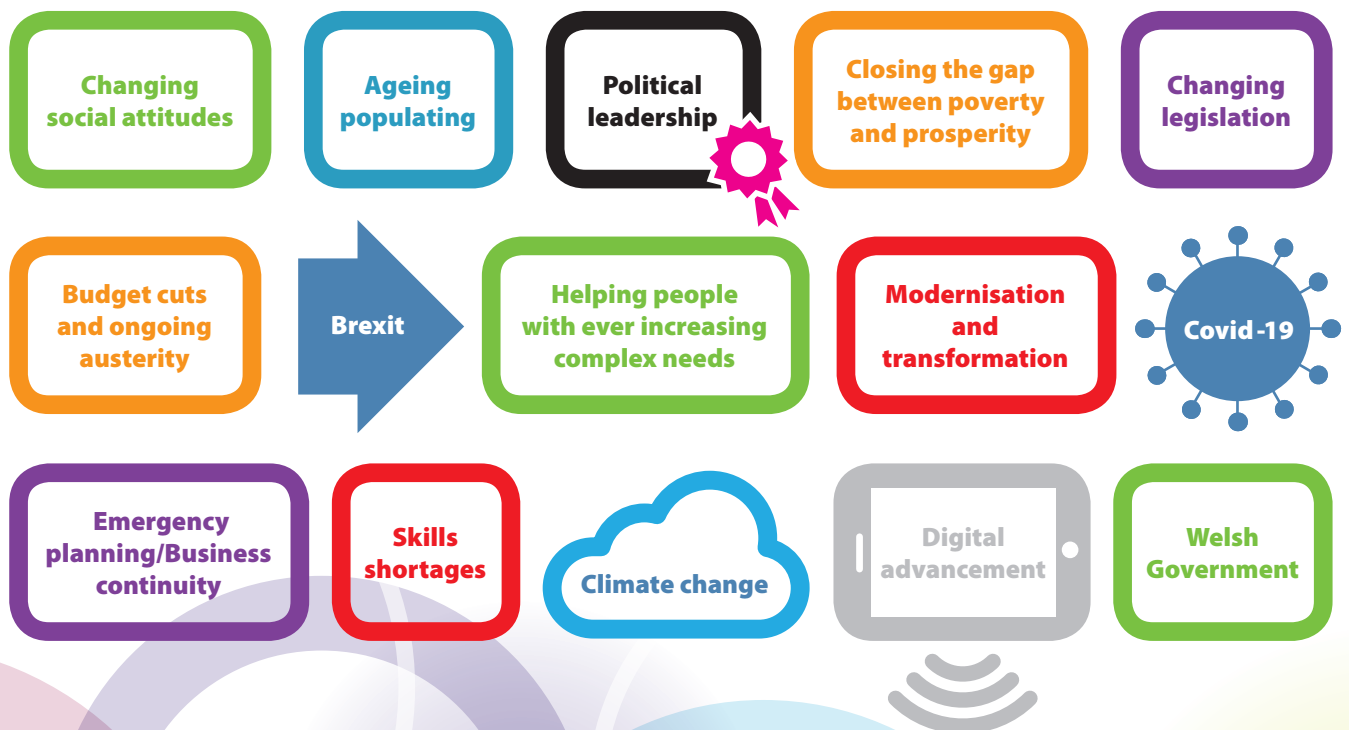 Changing
social attitudes
Ageing
populating
Political
leadership
Closing the gap
between poverty
and prosperity
Changing
legislation
Budget cuts
and ongoing
austerity
Brexit
Helping people
with ever increasing
complex needs
Modernisation
and
transformation
Covid-19
Emergency
planning/Business
continuity
Skills
shortages
Climate change
Digital
advancement
Welsh
Government